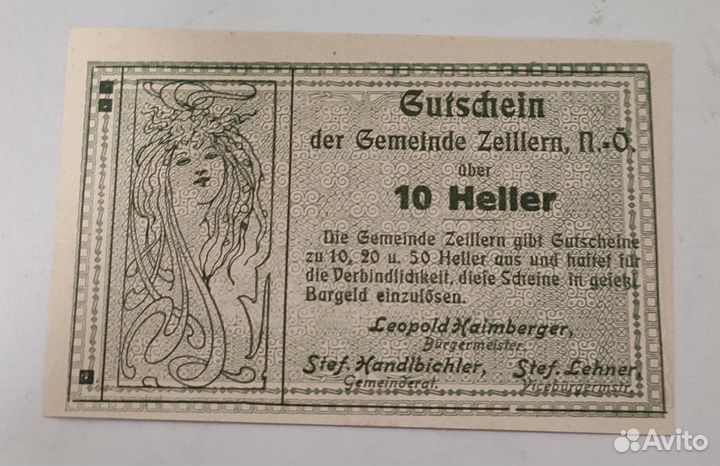 Gutschein
der Gemeinde Zeillern, N.-Ö.
über
10 Heller
Die Gemeinde Zeillern gibt Gutscheine
zu 10, 20 u. 50 Heller aus und haftet für
die Verbindlichkeit, diese Scheine in gesetzl.
Bargeld einzulösen.
Leopold Haimberger,
Bürgermeister.
Stef. Handlbichler, Stef. Lehner,
Gemeinderat. Vicebürgermstr.
Avito